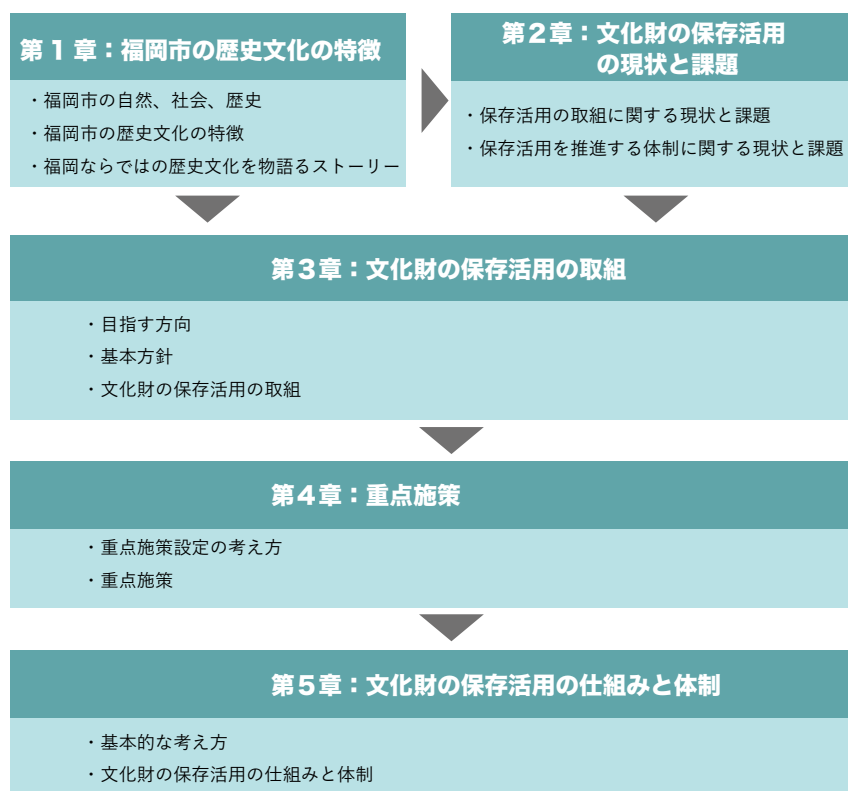 第1章：福岡市の歴史文化の特徴
・福岡市の自然、社会、歴史
・福岡市の歴史文化の特徴
・福岡ならではの歴史文化を物語るストーリー
第2章：文化財の保存活用
の現状と課題
・保存活用の取組に関する現状と課題
・保存活用を推進する体制に関する現状と課題
第3章：文化財の保存活用の取組
・目指す方向
・基本方針
・文化財の保存活用の取組
第4章：重点施策
・重点施策設定の考え方
・重点施策
第5章：文化財の保存活用の仕組みと体制
・基本的な考え方
・文化財の保存活用の仕組みと体制